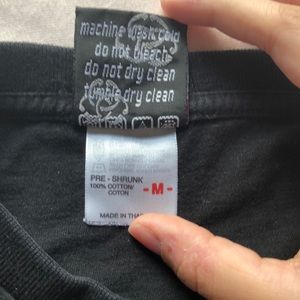 machine wash cold
do not bleach
do not dry clean
tumble dry clean
PRE - SHRUNK
100% COTTON/
COTON
- M -
MADE IN THAI